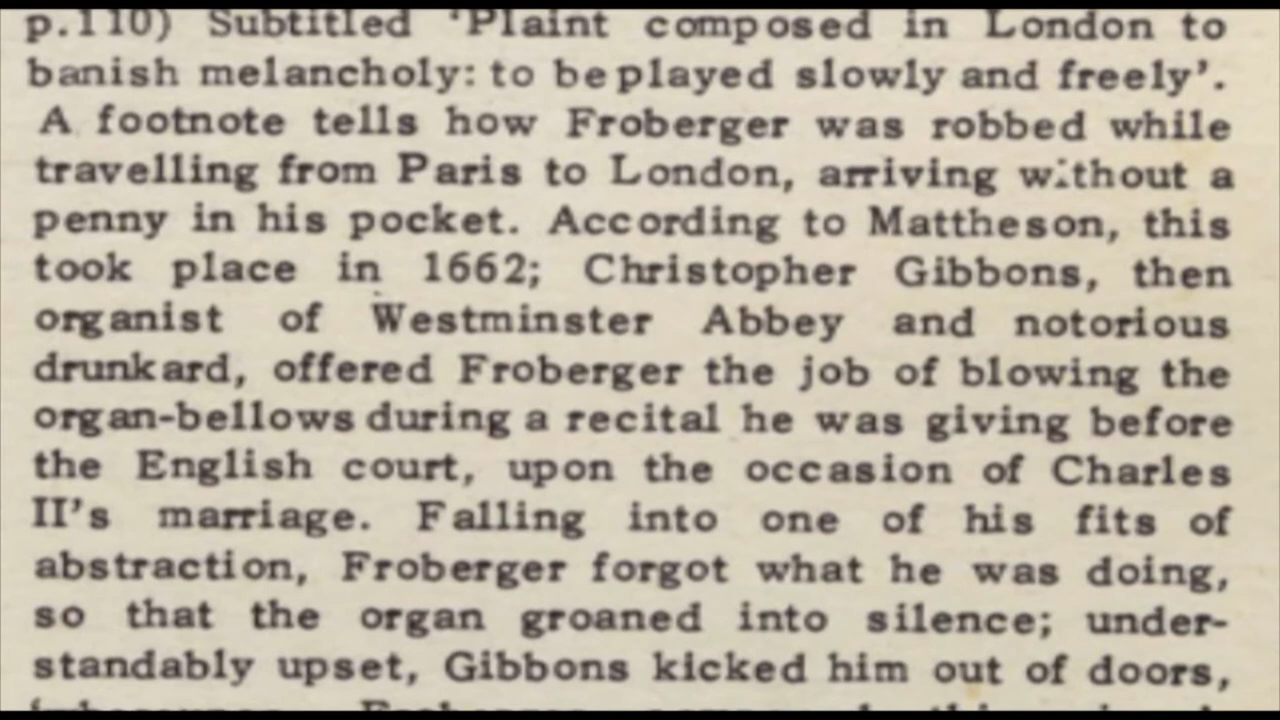 p.110) Subtitled 'Plaint composed in London to
banish melancholy: to be played slowly and freely'.
A footnote tells how Froberger was robbed while
travelling from Paris to London, arriving without a
penny in his pocket. According to Mattheson, this
took place in 1662; Christopher Gibbons, then
organist of Westminster Abbey and notorious
drunkard, offered Froberger the job of blowing the
organ-bellows during a recital he was giving before
the English court, upon the occasion of Charles
II's marriage. Falling into one of his fits of
abstraction, Froberger forgot what he was doing,
so that the organ groaned into silence; under-
standably upset, Gibbons kicked him out of doors,